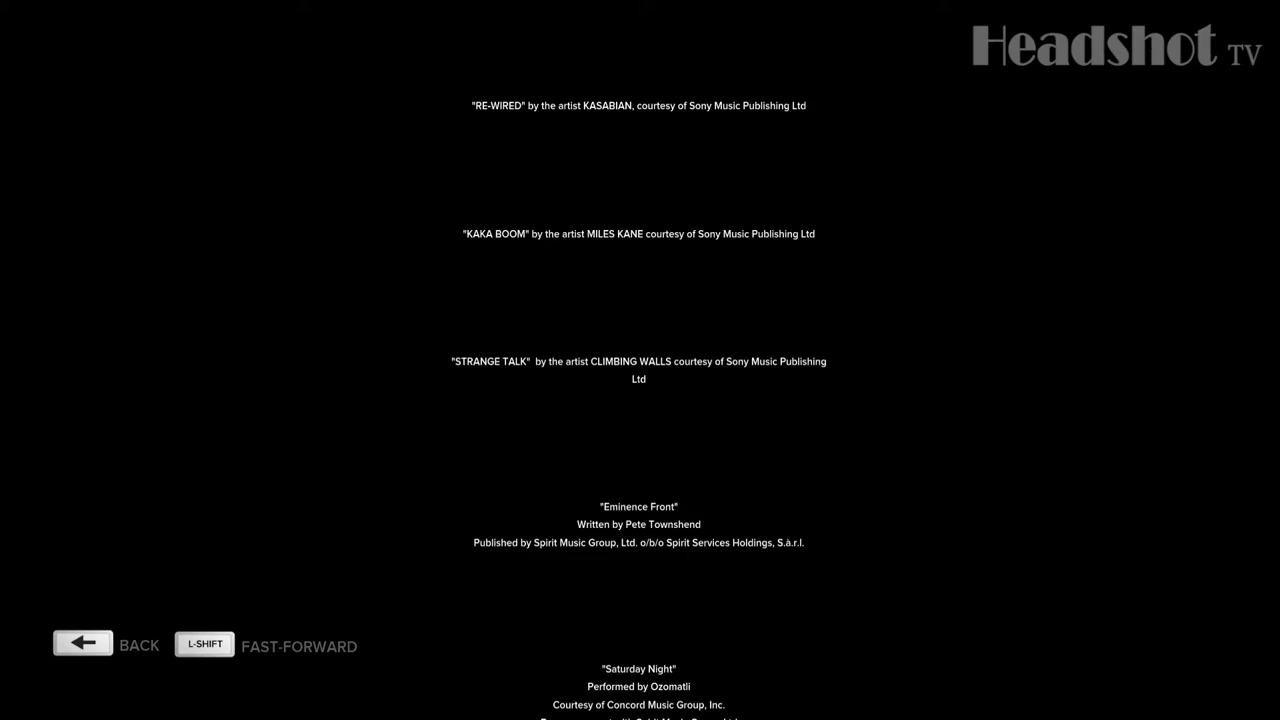 Headshot TV
"RE-WIRED" by the artist KASABIAN, courtesy of Sony Music Publishing Ltd
"KAKA BOOM" by the artist MILES KANE courtesy of Sony Music Publishing Ltd
"STRANGE TALK"  by the artist CLIMBING WALLS courtesy of Sony Music Publishing
Ltd
"Eminence Front"
Written by Pete Townshend
Published by Spirit Music Group, Ltd. o/b/o Spirit Services Holdings, S.à.r.l.
BACK L-SHIFT FAST-FORWARD
"Saturday Night"
Performed by Ozomatli
Courtesy of Concord Music Group, Inc.